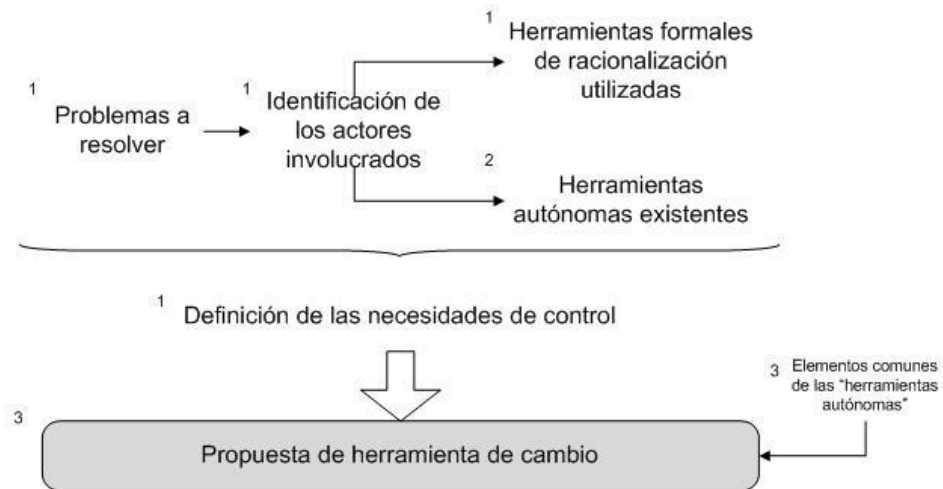 1
Herramientas formales
de racionalización
utilizadas
1
Problemas a
resolver
1
Identificación de
los actores
involucrados
2
Herramientas
autónomas existentes
1
Definición de las necesidades de control
3
Elementos comunes
de las "herramientas
autónomas"
3
Propuesta de herramienta de cambio